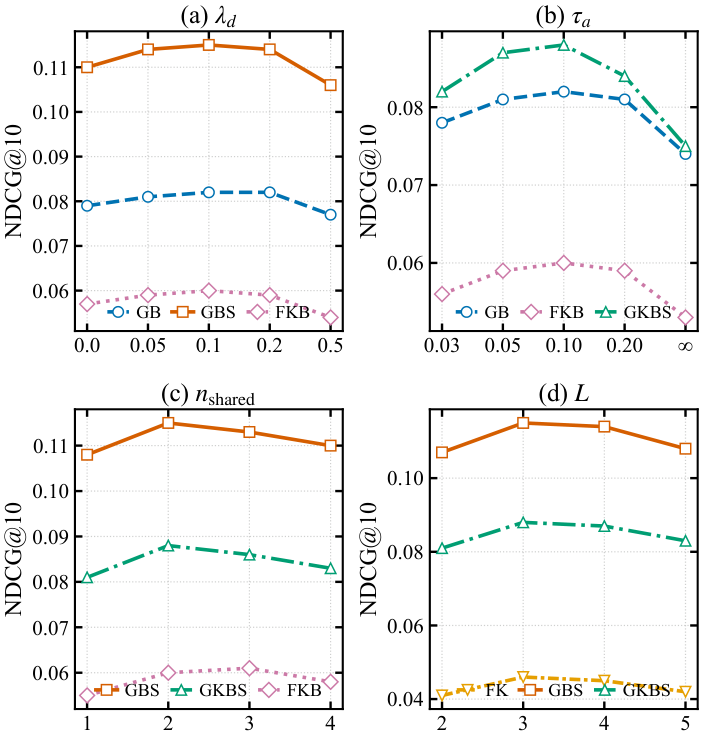 (a) λd
NDCG@10
0.11
0.10
0.09
0.08
0.07
0.06
GB GBS FKB
0.0 0.05 0.1 0.2 0.5
(b) τa
NDCG@10
0.08
0.07
0.06
GB FKB GKBS
0.03 0.05 0.10 0.20 ∞
(c) nshared
NDCG@10
0.11
0.10
0.09
0.08
0.07
0.06
GBS GKBS FKB
1 2 3 4
(d) L
NDCG@10
0.10
0.08
0.06
0.04
FK GBS GKBS
2 3 4 5